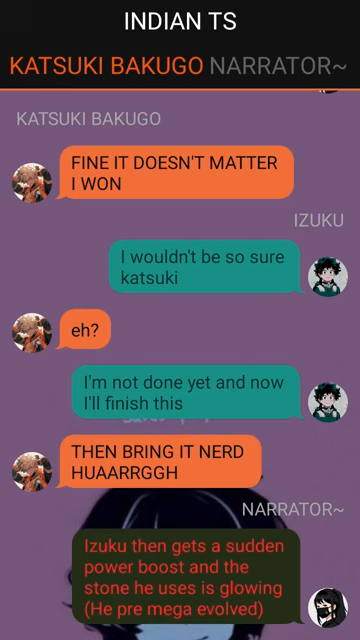 INDIAN TS
KATSUKI BAKUGO NARRATOR~
KATSUKI BAKUGO
FINE IT DOESN'T MATTER
I WON
IZUKU
I wouldn't be so sure
katsuki
eh?
I'm not done yet and now
I'll finish this
THEN BRING IT NERD
HUAARRGGH
NARRATOR~
Izuku then gets a sudden
power boost and the
stone he uses is glowing
(He pre mega evolved)